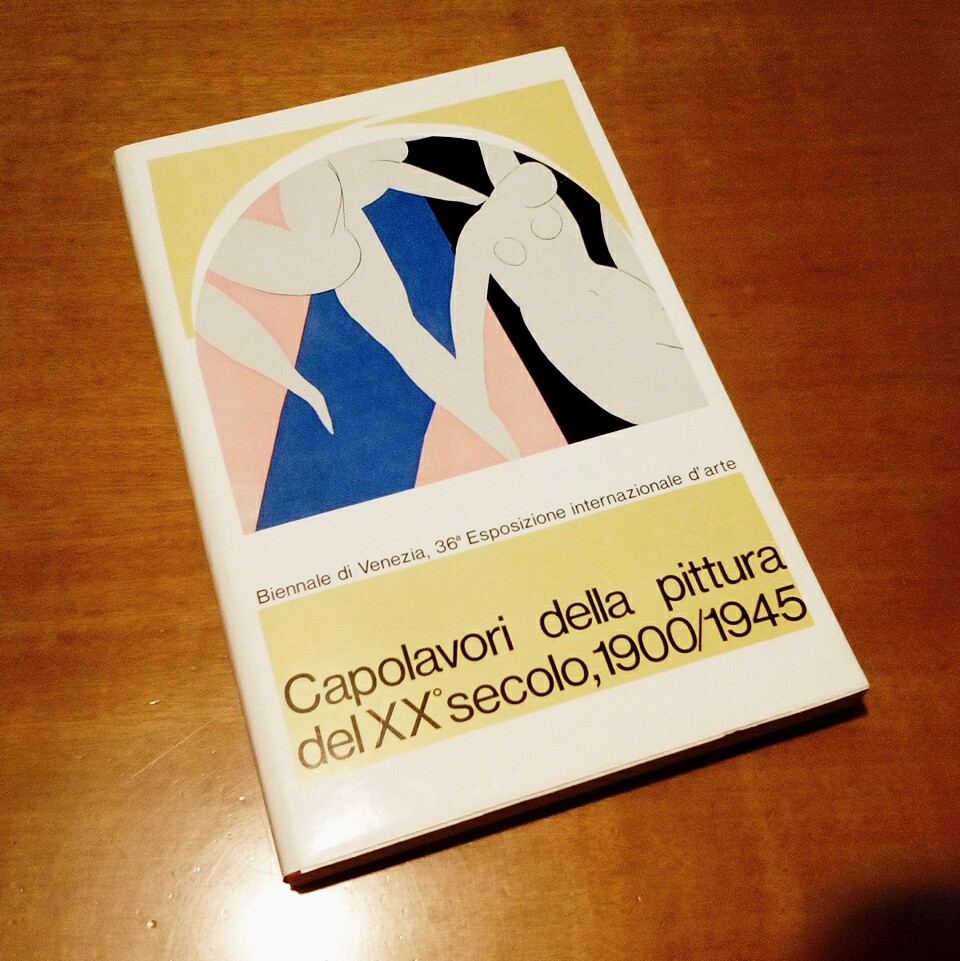 Biennale di Venezia, 36ª Esposizione internazionale d'arte
Capolavori della pittura
del XX° secolo, 1900/1945